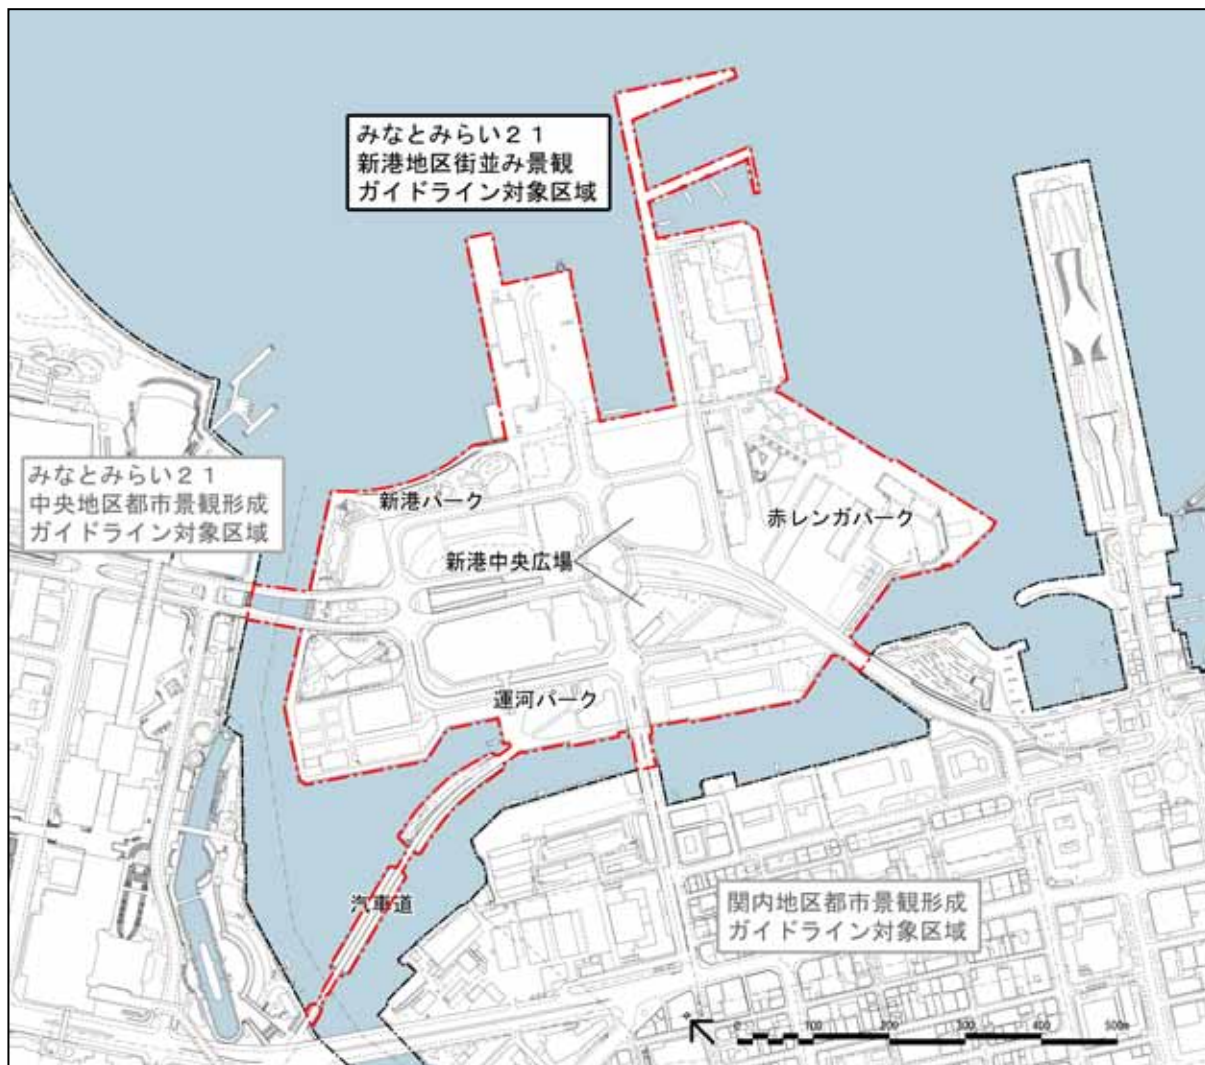 みなとみらい２１
新港地区街並み景観
ガイドライン対象区域
みなとみらい２１
中央地区都市景観形成
ガイドライン対象区域
新港パーク
赤レンガパーク
新港中央広場
運河パーク
汽車道
関内地区都市景観形成
ガイドライン対象区域
0 100 200 300 400 500m